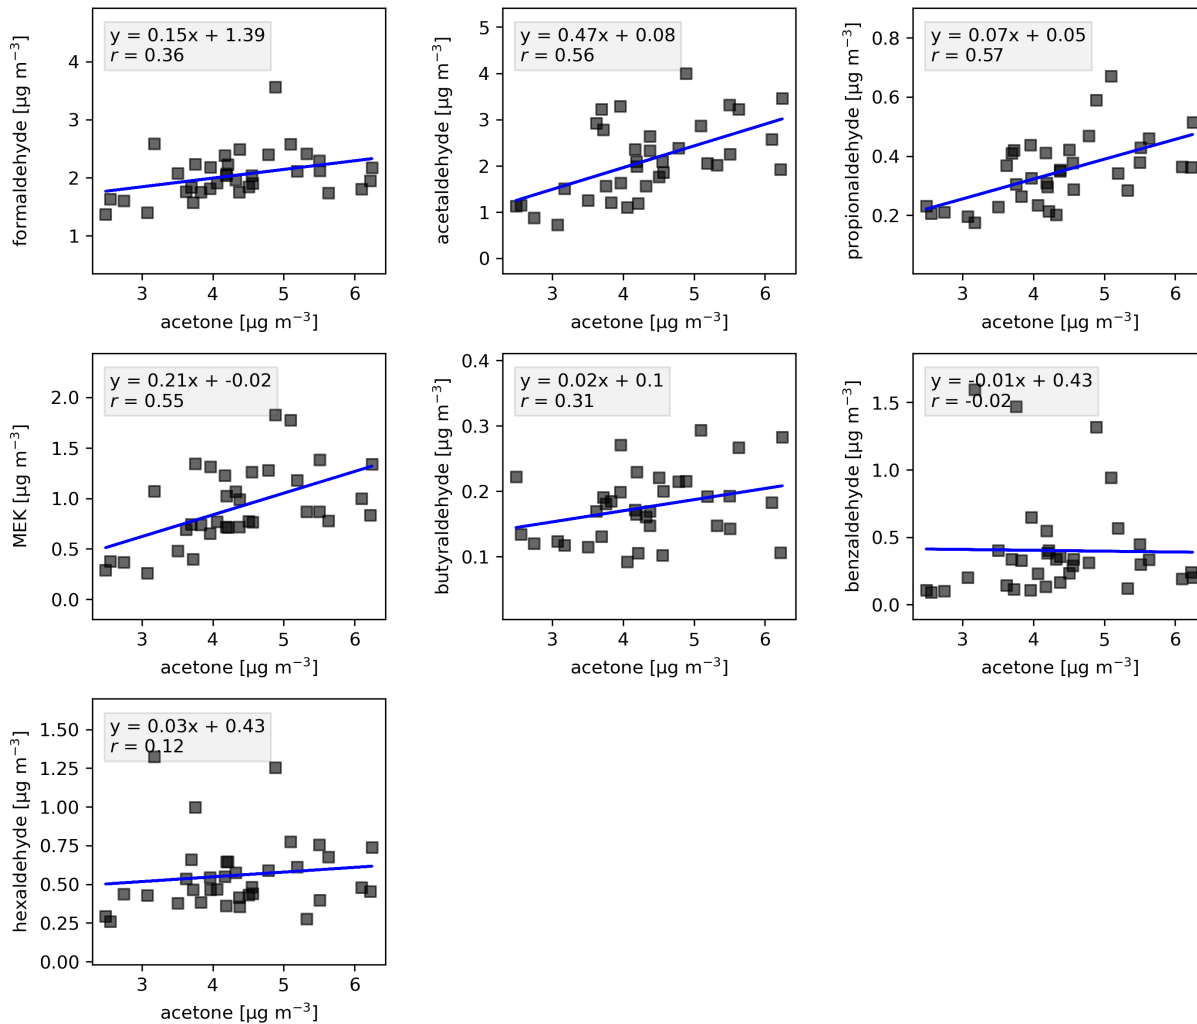 y = 0.15x + 1.39
r = 0.36
formaldehyde [µg m⁻³]
4
3
2
1
3 4 5 6
acetone [µg m⁻³]
y = 0.47x + 0.08
r = 0.56
acetaldehyde [µg m⁻³]
5
4
3
2
1
0
3 4 5 6
acetone [µg m⁻³]
y = 0.07x + 0.05
r = 0.57
propionaldehyde [µg m⁻³]
0.8
0.6
0.4
0.2
3 4 5 6
acetone [µg m⁻³]
y = 0.21x + -0.02
r = 0.55
MEK [µg m⁻³]
2.0
1.5
1.0
0.5
0.0
3 4 5 6
acetone [µg m⁻³]
y = 0.02x + 0.1
r = 0.31
butyraldehyde [µg m⁻³]
0.4
0.3
0.2
0.1
3 4 5 6
acetone [µg m⁻³]
y = -0.01x + 0.43
r = -0.02
benzaldehyde [µg m⁻³]
1.5
1.0
0.5
0.0
3 4 5 6
acetone [µg m⁻³]
y = 0.03x + 0.43
r = 0.12
hexaldehyde [µg m⁻³]
1.50
1.25
1.00
0.75
0.50
0.25
0.00
3 4 5 6
acetone [µg m⁻³]